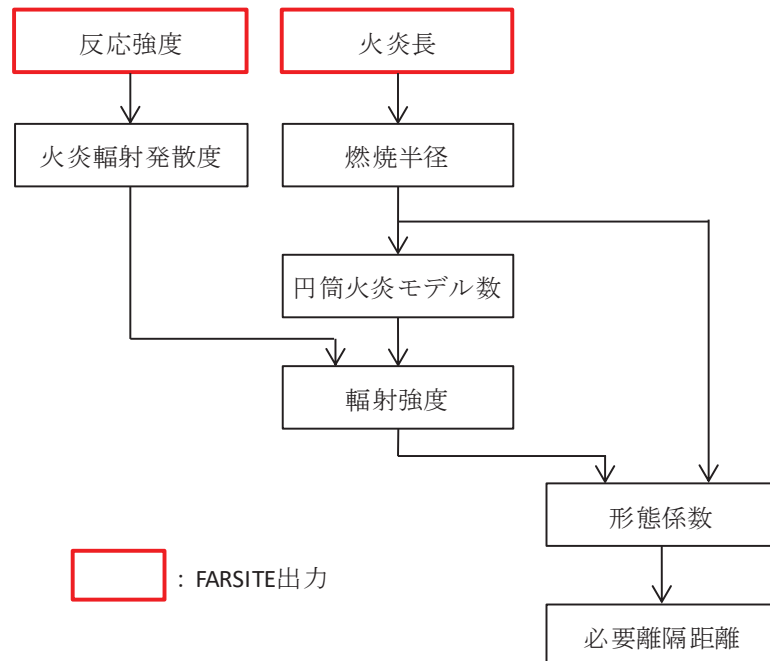 反応強度
火炎長
火炎輻射発散度
燃焼半径
円筒火炎モデル数
輻射強度
形態係数
: FARSITE出力
必要離隔距離